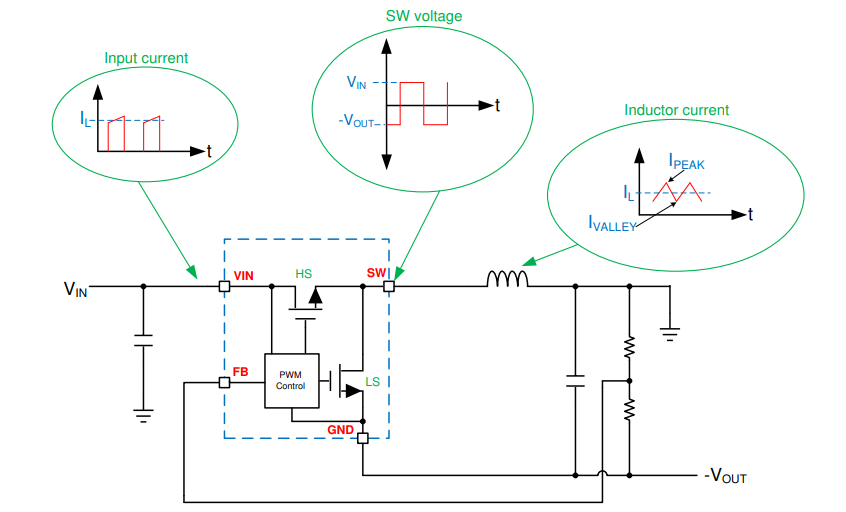 SW voltage
Input current
VIN
-VOUT
t
IL
t
Inductor current
IPEAK
IL
IVALLEY
t
VIN
VIN
HS
SW
FB
PWM
Control
LS
GND
-VOUT